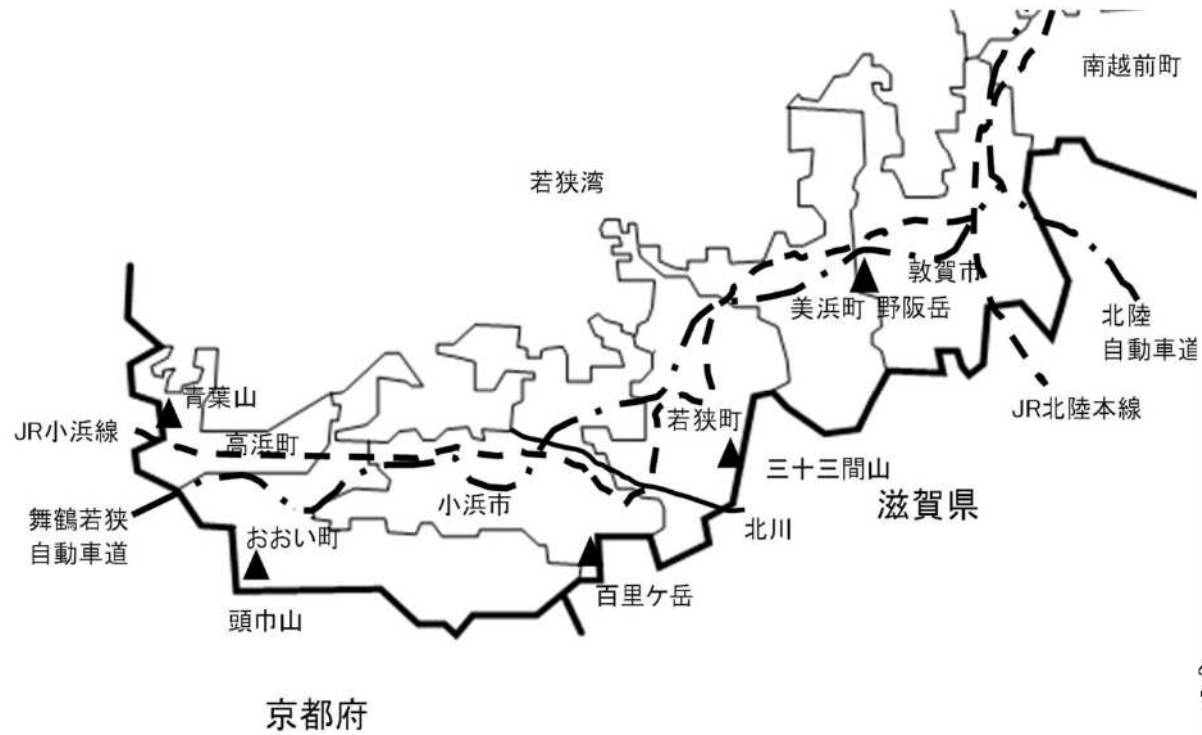 南越前町
若狭湾
敦賀市
美浜町
野阪岳
北陸
自動車道
青葉山
JR北陸本線
若狭町
JR小浜線
高浜町
三十三間山
小浜市
滋賀県
舞鶴若狭
自動車道
おおい町
北川
百里ケ岳
頭巾山
京都府